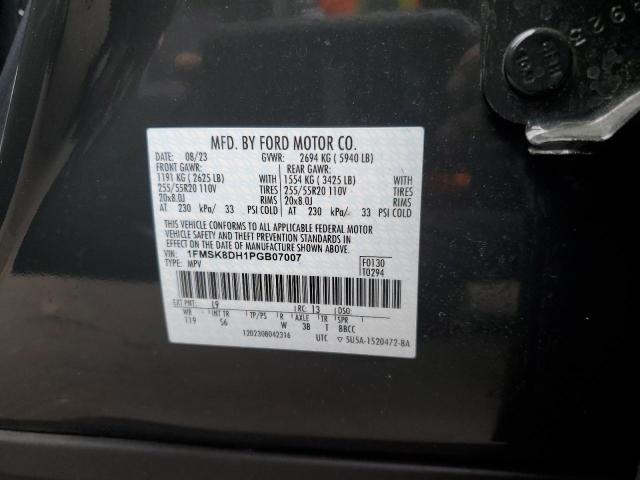 MFD. BY FORD MOTOR CO.
DATE: 08/23 GVWR: 2694 KG ( 5940 LB)
FRONT GAWR: REAR GAWR:
1191 KG ( 2625 LB) WITH 1554 KG ( 3425 LB) WITH
255/55R20 110V TIRES 255/55R20 110V TIRES
20x8.0J RIMS 20x8.0J RIMS
AT 230 kPa/ 33 PSI COLD AT 230 kPa/ 33 PSI COLD
THIS VEHICLE CONFORMS TO ALL APPLICABLE FEDERAL MOTOR
VEHICLE SAFETY AND THEFT PREVENTION STANDARDS IN
EFFECT ON THE DATE OF MANUFACTURE SHOWN ABOVE.
VIN: 1FMSK8DH1PGB07007 F0130
TYPE: MPV T0294
EXT PNT: L9 RC: 13 DSO:
WB INT TR TP/PS R AXLE TR SPR
119 S6 W 3B T BBCC
1202308042316 UTC ▽ 5U5A-1520472-BA